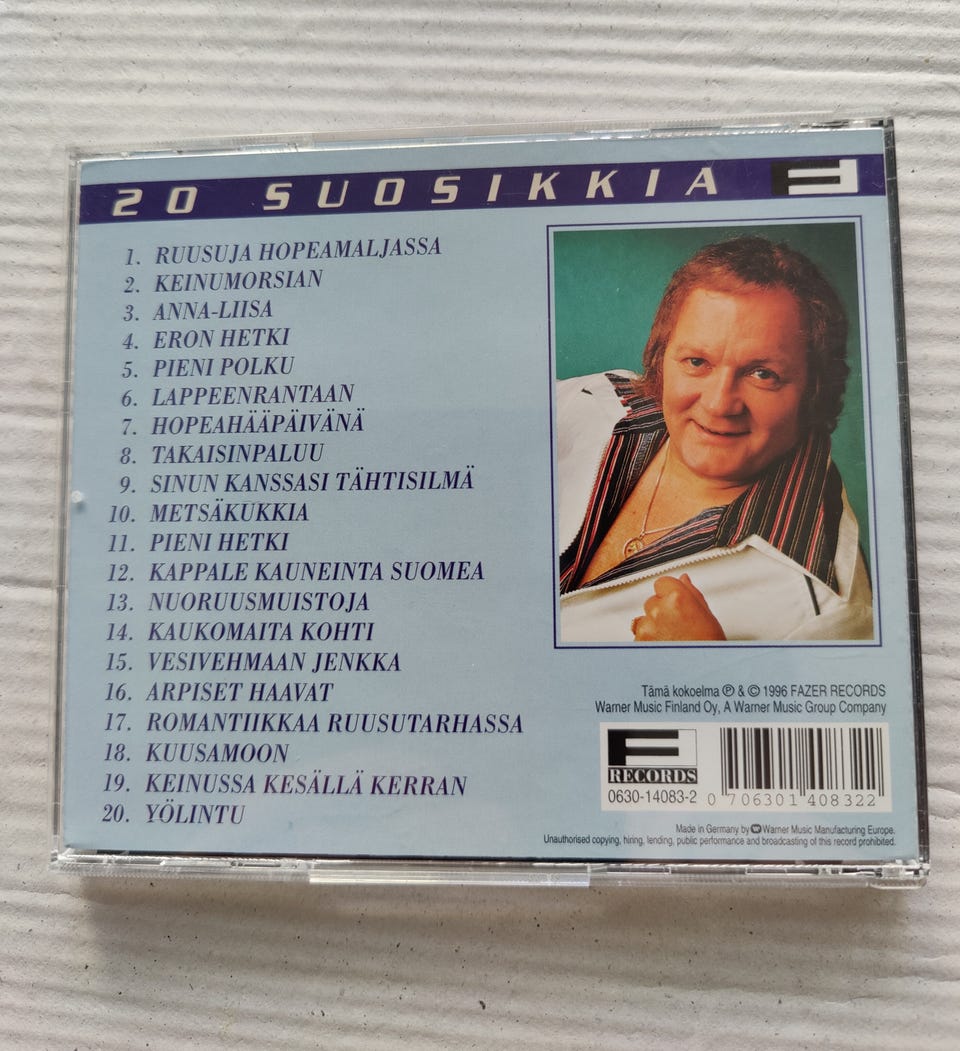 20 SUOSIKKIA F
1. RUUSUJA HOPEAMALJASSA
2. KEINUMORSIAN
3. ANNA-LIISA
4. ERON HETKI
5. PIENI POLKU
6. LAPPEENRANTAAN
7. HOPEAHÄÄPÄIVÄNÄ
8. TAKAISINPALUU
9. SINUN KANSSASI TÄHTISILMÄ
10. METSÄKUKKIA
11. PIENI HETKI
12. KAPPALE KAUNEINTA SUOMEA
13. NUORUUSMUISTOJA
14. KAUKOMAITA KOHTI
15. VESIVEHMAAN JENKKA
16. ARPISET HAAVAT
17. ROMANTIIKKAA RUUSUTARHASSA
18. KUUSAMOON
19. KEINUSSA KESÄLLÄ KERRAN
20. YÖLINTU
Tämä kokoelma ℗ & © 1996 FAZER RECORDS
Warner Music Finland Oy, A Warner Music Group Company
F
RECORDS
0630-14083-2
0 706301 408322
Made in Germany by Warner Music Manufacturing Europe.
Unauthorised copying, hiring, lending, public performance and broadcasting of this record prohibited.